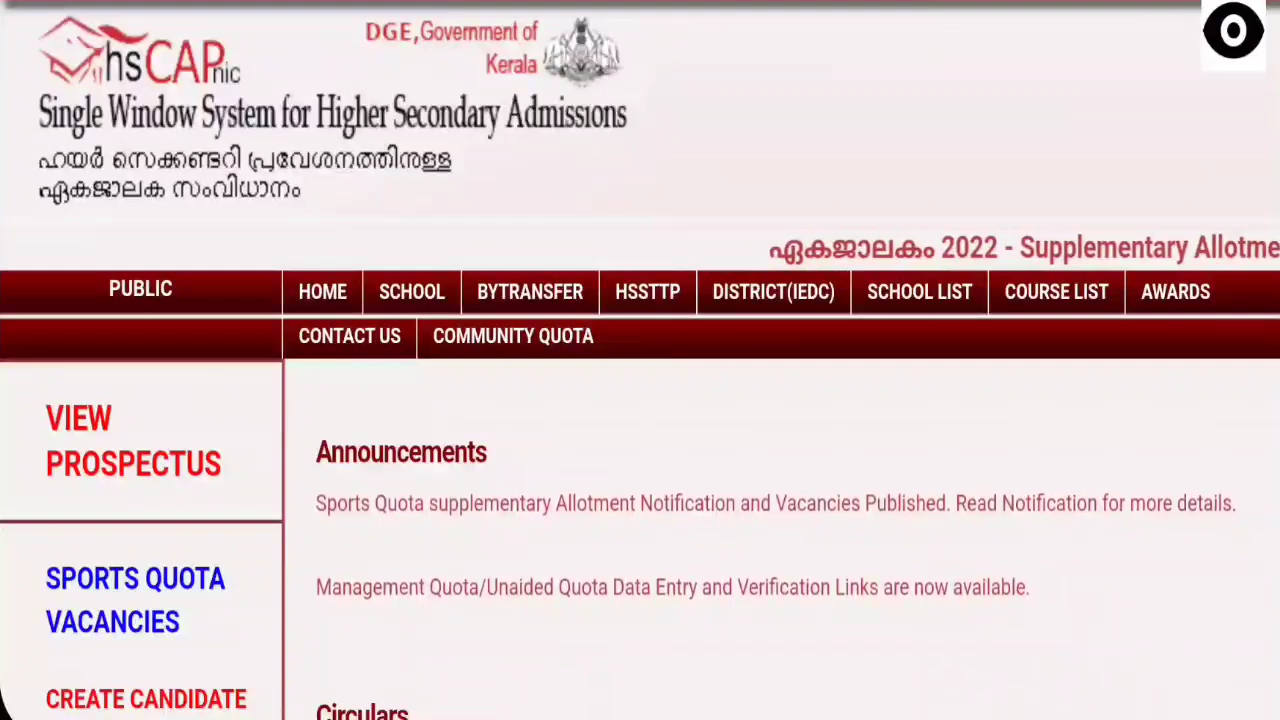 hsCAPnic
DGE,Government of
Kerala
Single Window System for Higher Secondary Admissions
ഹയർ സെക്കണ്ടറി പ്രവേശനത്തിനുള്ള
ഏകജാലക സംവിധാനം
ഏകജാലകം 2022 - Supplementary Allotme
PUBLIC
HOME SCHOOL BYTRANSFER HSSTTP DISTRICT(IEDC) SCHOOL LIST COURSE LIST AWARDS
CONTACT US COMMUNITY QUOTA
VIEW
PROSPECTUS
SPORTS QUOTA
VACANCIES
CREATE CANDIDATE
Announcements
Sports Quota supplementary Allotment Notification and Vacancies Published. Read Notification for more details.
Management Quota/Unaided Quota Data Entry and Verification Links are now available.
Circulars